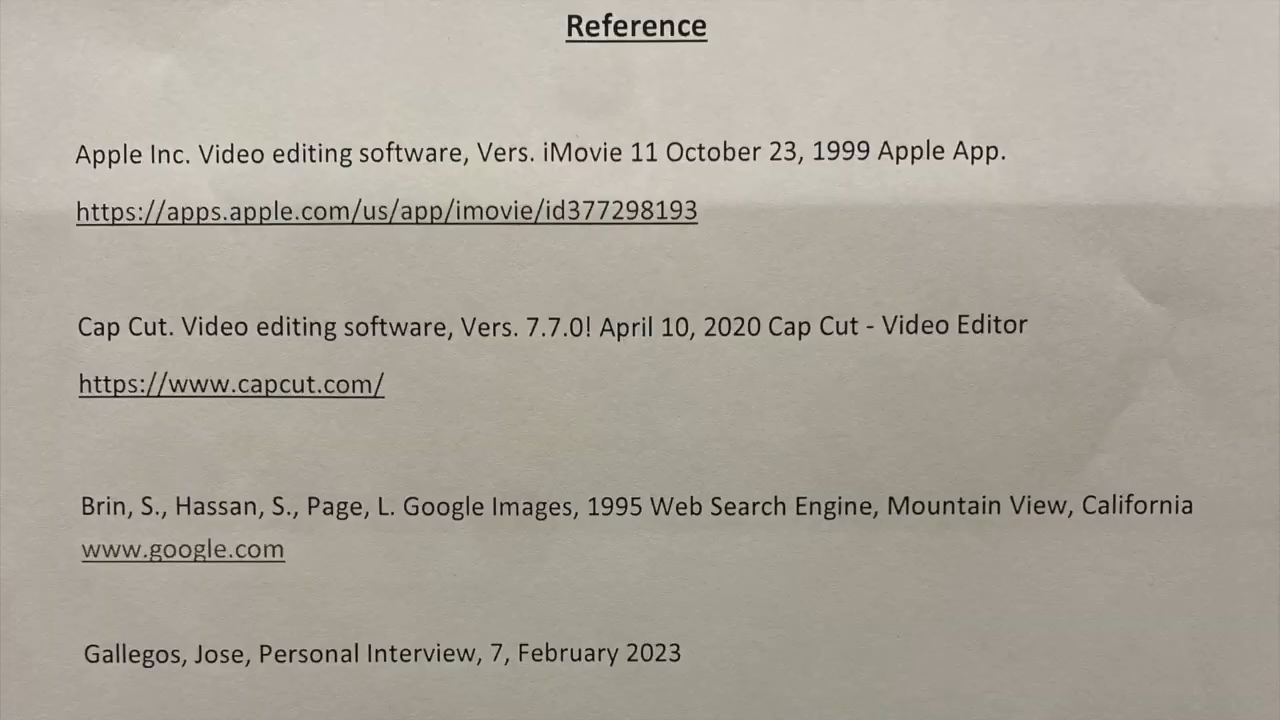 Reference
Apple Inc. Video editing software, Vers. iMovie 11 October 23, 1999 Apple App.
https://apps.apple.com/us/app/imovie/id377298193
Cap Cut. Video editing software, Vers. 7.7.0! April 10, 2020 Cap Cut - Video Editor
https://www.capcut.com/
Brin, S., Hassan, S., Page, L. Google Images, 1995 Web Search Engine, Mountain View, California
www.google.com
Gallegos, Jose, Personal Interview, 7, February 2023